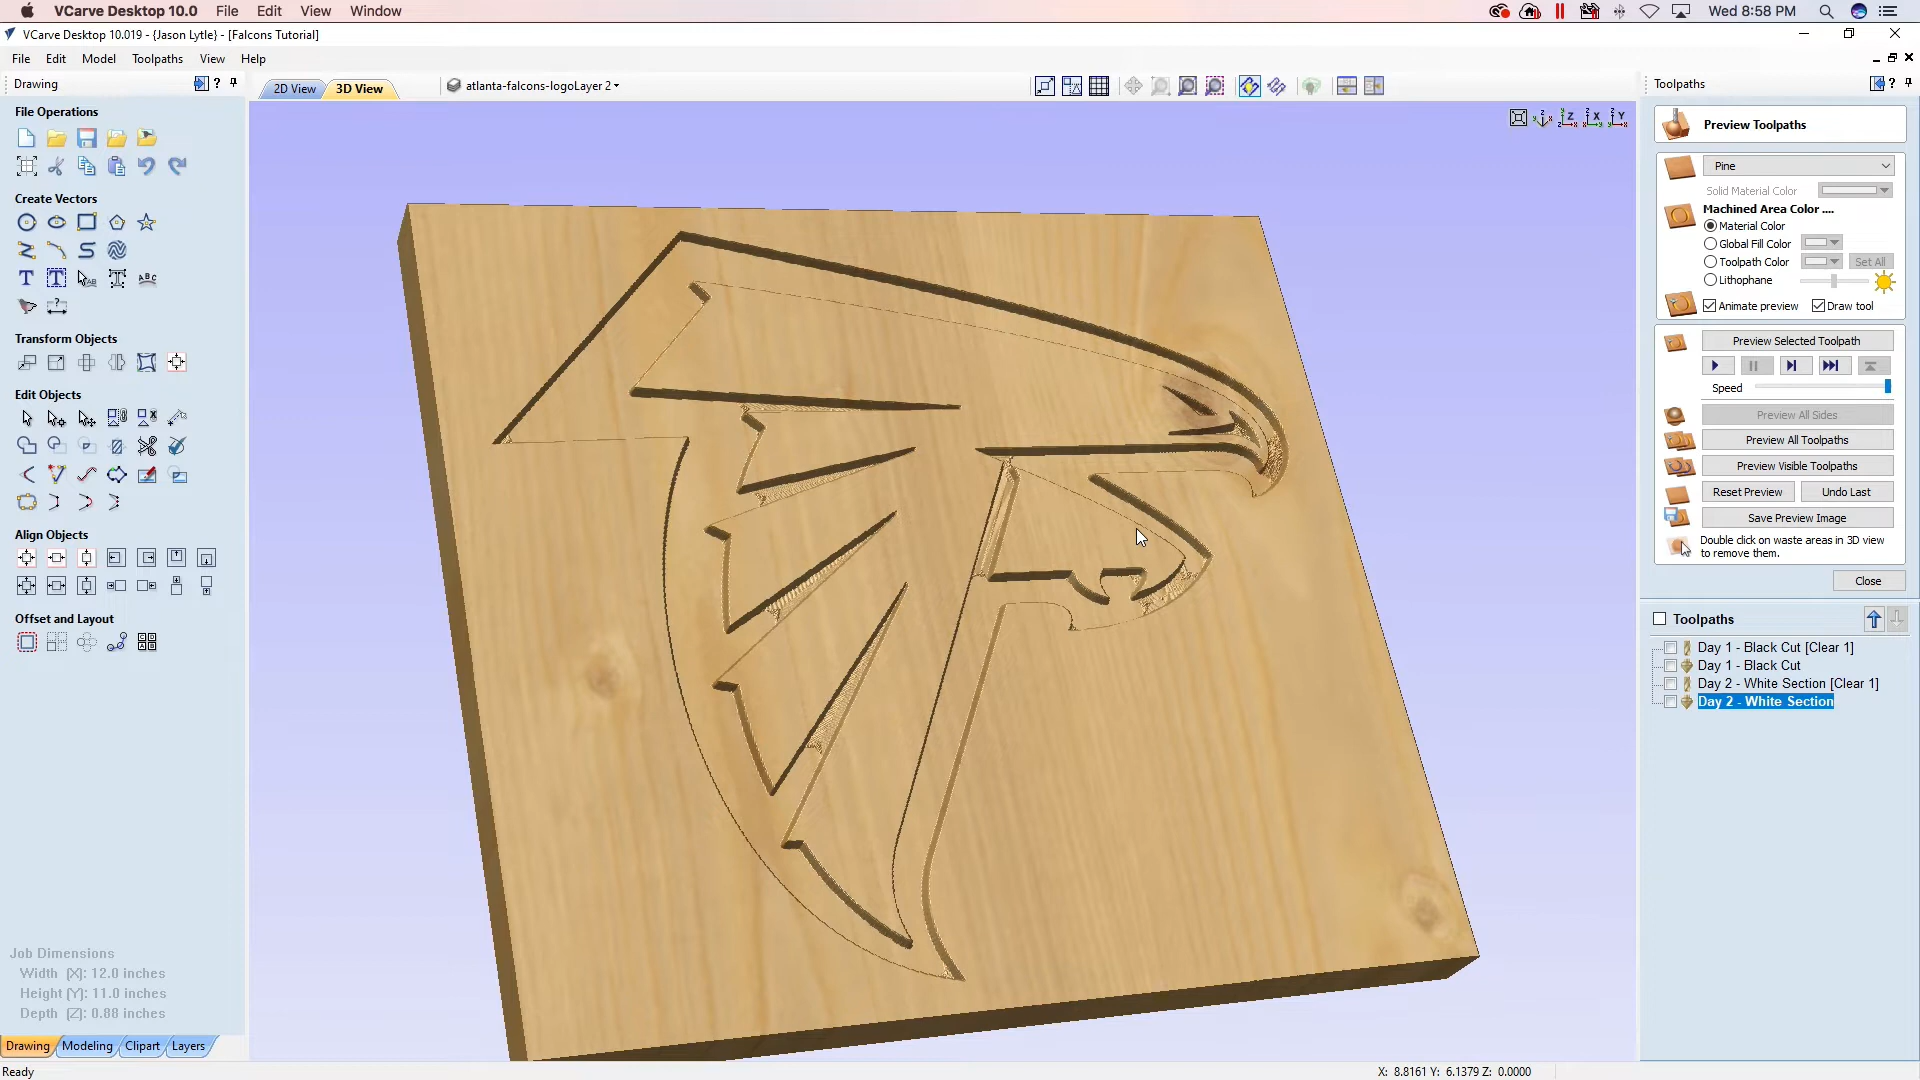 VCarve Desktop 10.0 File Edit View Window
Wed 8:58 PM
VCarve Desktop 10.019 - {Jason Lytle} - [Falcons Tutorial]
File Edit Model Toolpaths View Help
Drawing
?
File Operations
Create Vectors
Transform Objects
Edit Objects
Align Objects
Offset and Layout
Job Dimensions
Width (X): 12.0 inches
Height (Y): 11.0 inches
Depth (Z): 0.88 inches
Drawing Modeling Clipart Layers
Ready
2D View 3D View
atlanta-falcons-logoLayer 2
Toolpaths
?
Preview Toolpaths
Pine
Solid Material Color
Machined Area Color ....
Material Color
Global Fill Color
Toolpath Color Set All
Lithophane
Animate preview Draw tool
Preview Selected Toolpath
Speed
Preview All Sides
Preview All Toolpaths
Preview Visible Toolpaths
Reset Preview Undo Last
Save Preview Image
Double click on waste areas in 3D view
to remove them.
Close
Toolpaths
Day 1 - Black Cut [Clear 1]
Day 1 - Black Cut
Day 2 - White Section [Clear 1]
Day 2 - White Section
X: 8.8161 Y: 6.1379 Z: 0.0000